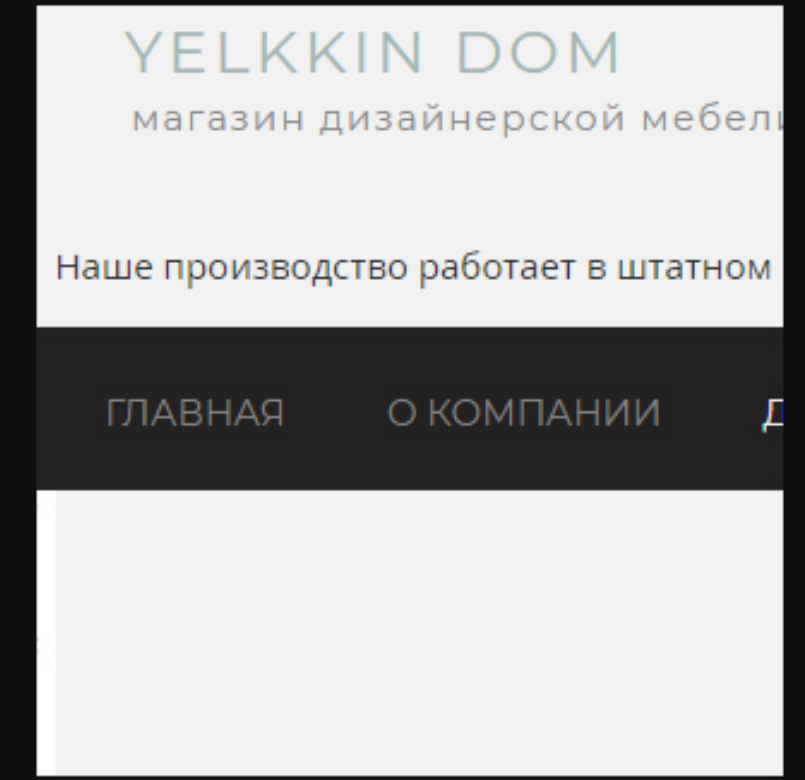 YELKKIN DOM
магазин дизайнерской мебели
Наше производство работает в штатном
ГЛАВНАЯ О КОМПАНИИ Д